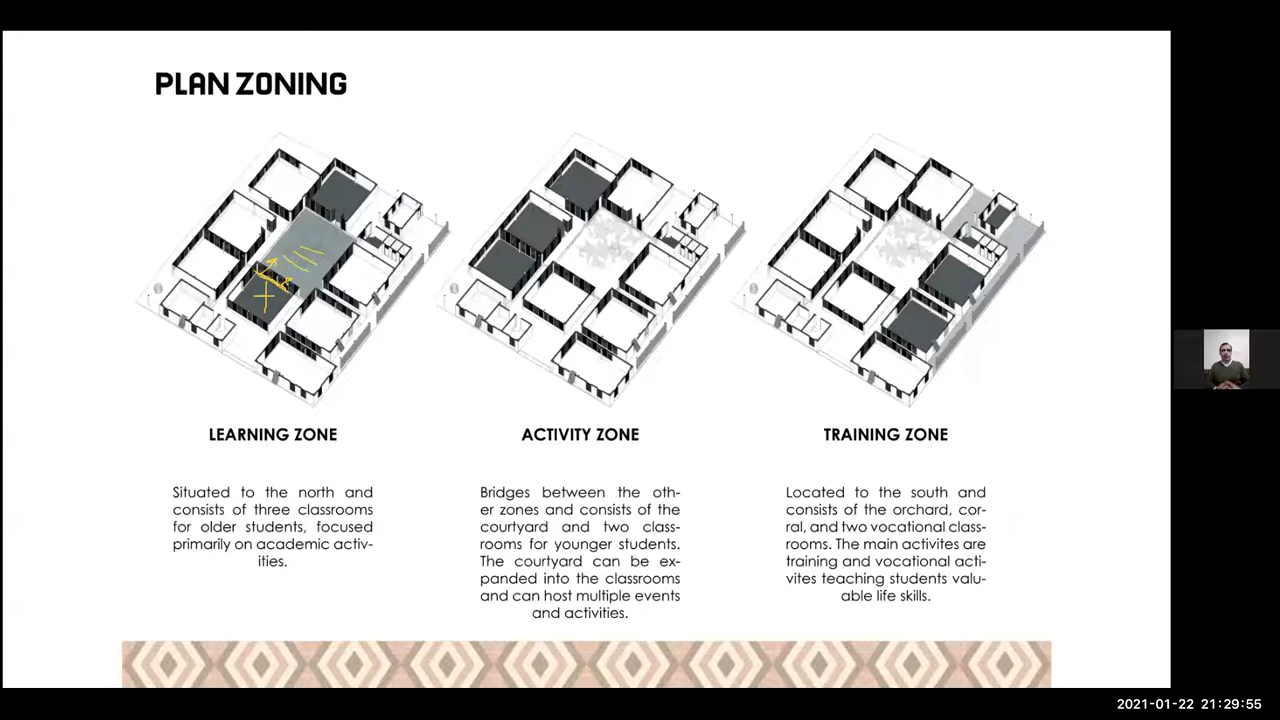 PLAN ZONING
LEARNING ZONE
Situated to the north and
consists of three classrooms
for older students, focused
primarily on academic activ-
ities.
ACTIVITY ZONE
Bridges between the oth-
er zones and consists of the
courtyard and two class-
rooms for younger students.
The courtyard can be ex-
panded into the classrooms
and can host multiple events
and activities.
TRAINING ZONE
Located to the south and
consists of the orchard, cor-
ral, and two vocational class-
rooms. The main activites are
training and vocational acti-
vites teaching students valu-
able life skills.
2021-01-22 21:29:55